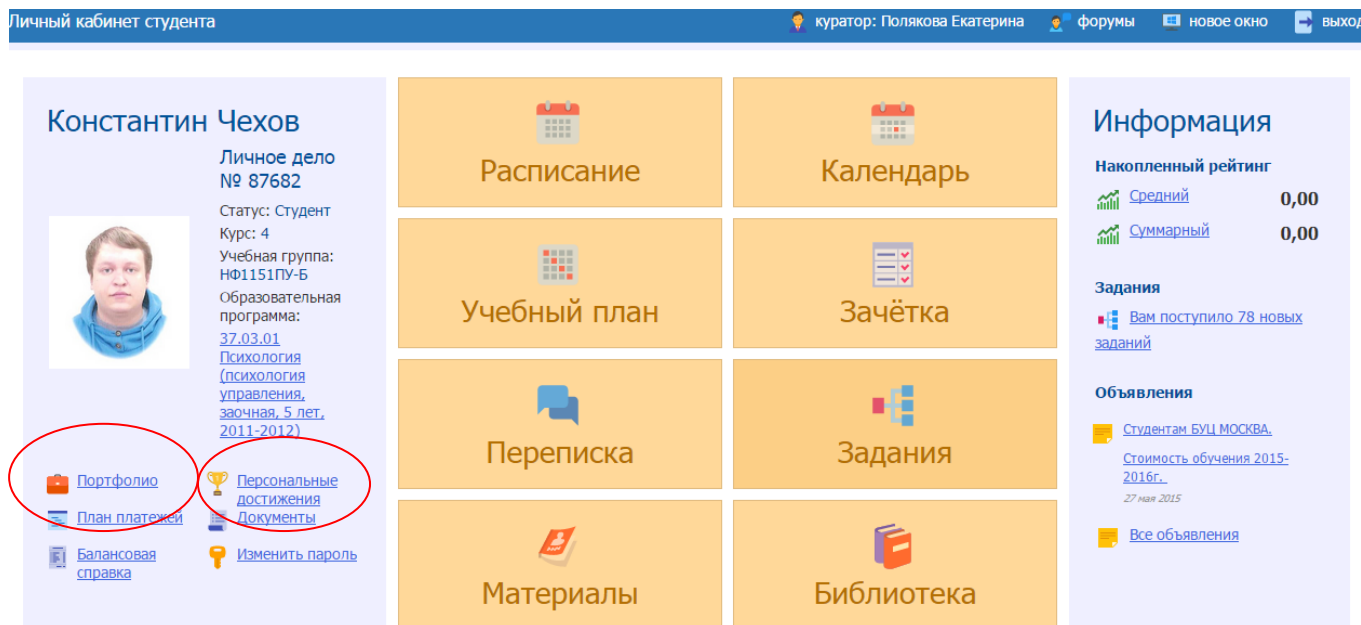 Личный кабинет студента
куратор: Полякова Екатерина
форумы
новое окно
выход
Константин Чехов
Личное дело
№ 87682
Статус: Студент
Курс: 4
Учебная группа:
НФ1151ПУ-Б
Образовательная
программа:
37.03.01
Психология
(психология
управления,
заочная, 5 лет,
2011-2012)
Портфолио
Персональные
достижения
План платежей
Документы
Балансовая
справка
Изменить пароль
Расписание
Календарь
Учебный план
Зачётка
Переписка
Задания
Материалы
Библиотека
Информация
Накопленный рейтинг
Средний 0,00
Суммарный 0,00
Задания
Вам поступило 78 новых
заданий
Объявления
Студентам БУЦ МОСКВА.
Стоимость обучения 2015-
2016г.
27 мая 2015
Все объявления